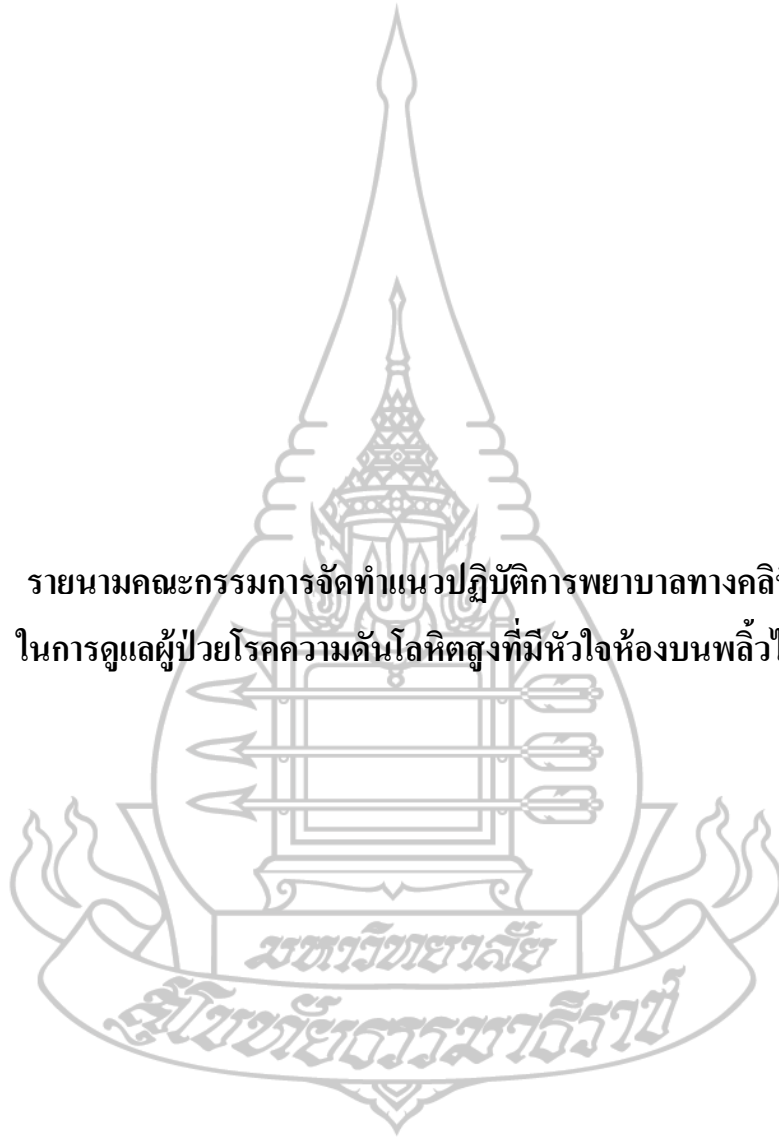 รายนามคณะกรรมการจัดทำแนวปฏิบัติการพยาบาลทางคลิ
ในการดูแลผู้ป่วยโรคความดันโลหิตสูงที่มีหัวใจห้องบนพลิ้วไ
มหาวิทยาลัย
สุโขทัยธรรมาธิราช